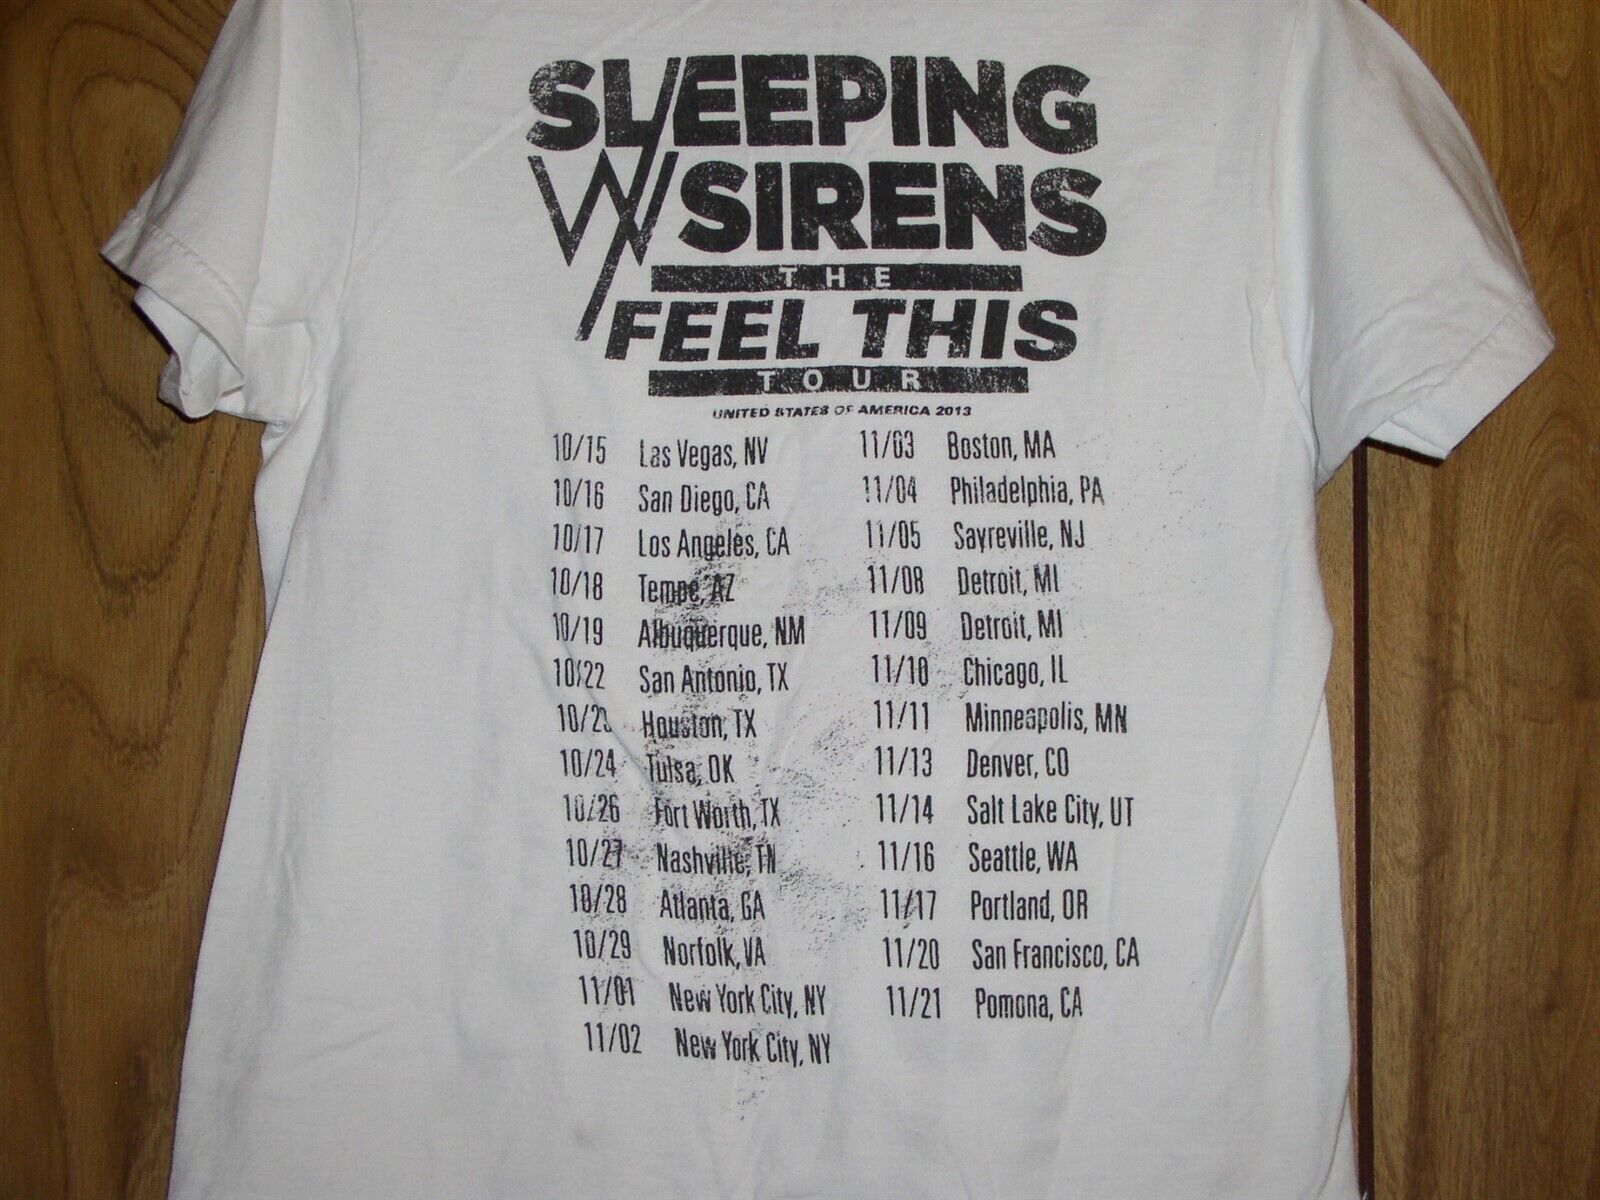 SLEEPING
W/ SIRENS
THE
FEEL THIS
TOUR
UNITED STATES OF AMERICA 2013
10/15 Las Vegas, NV
10/16 San Diego, CA
10/17 Los Angeles, CA
10/18 Tempe, AZ
10/19 Albuquerque, NM
10/22 San Antonio, TX
10/23 Houston, TX
10/24 Tulsa, OK
10/26 Fort Worth, TX
10/27 Nashville, TN
10/28 Atlanta, GA
10/29 Norfolk, VA
11/01 New York City, NY
11/02 New York City, NY
11/03 Boston, MA
11/04 Philadelphia, PA
11/05 Sayreville, NJ
11/08 Detroit, MI
11/09 Detroit, MI
11/10 Chicago, IL
11/11 Minneapolis, MN
11/13 Denver, CO
11/14 Salt Lake City, UT
11/16 Seattle, WA
11/17 Portland, OR
11/20 San Francisco, CA
11/21 Pomona, CA